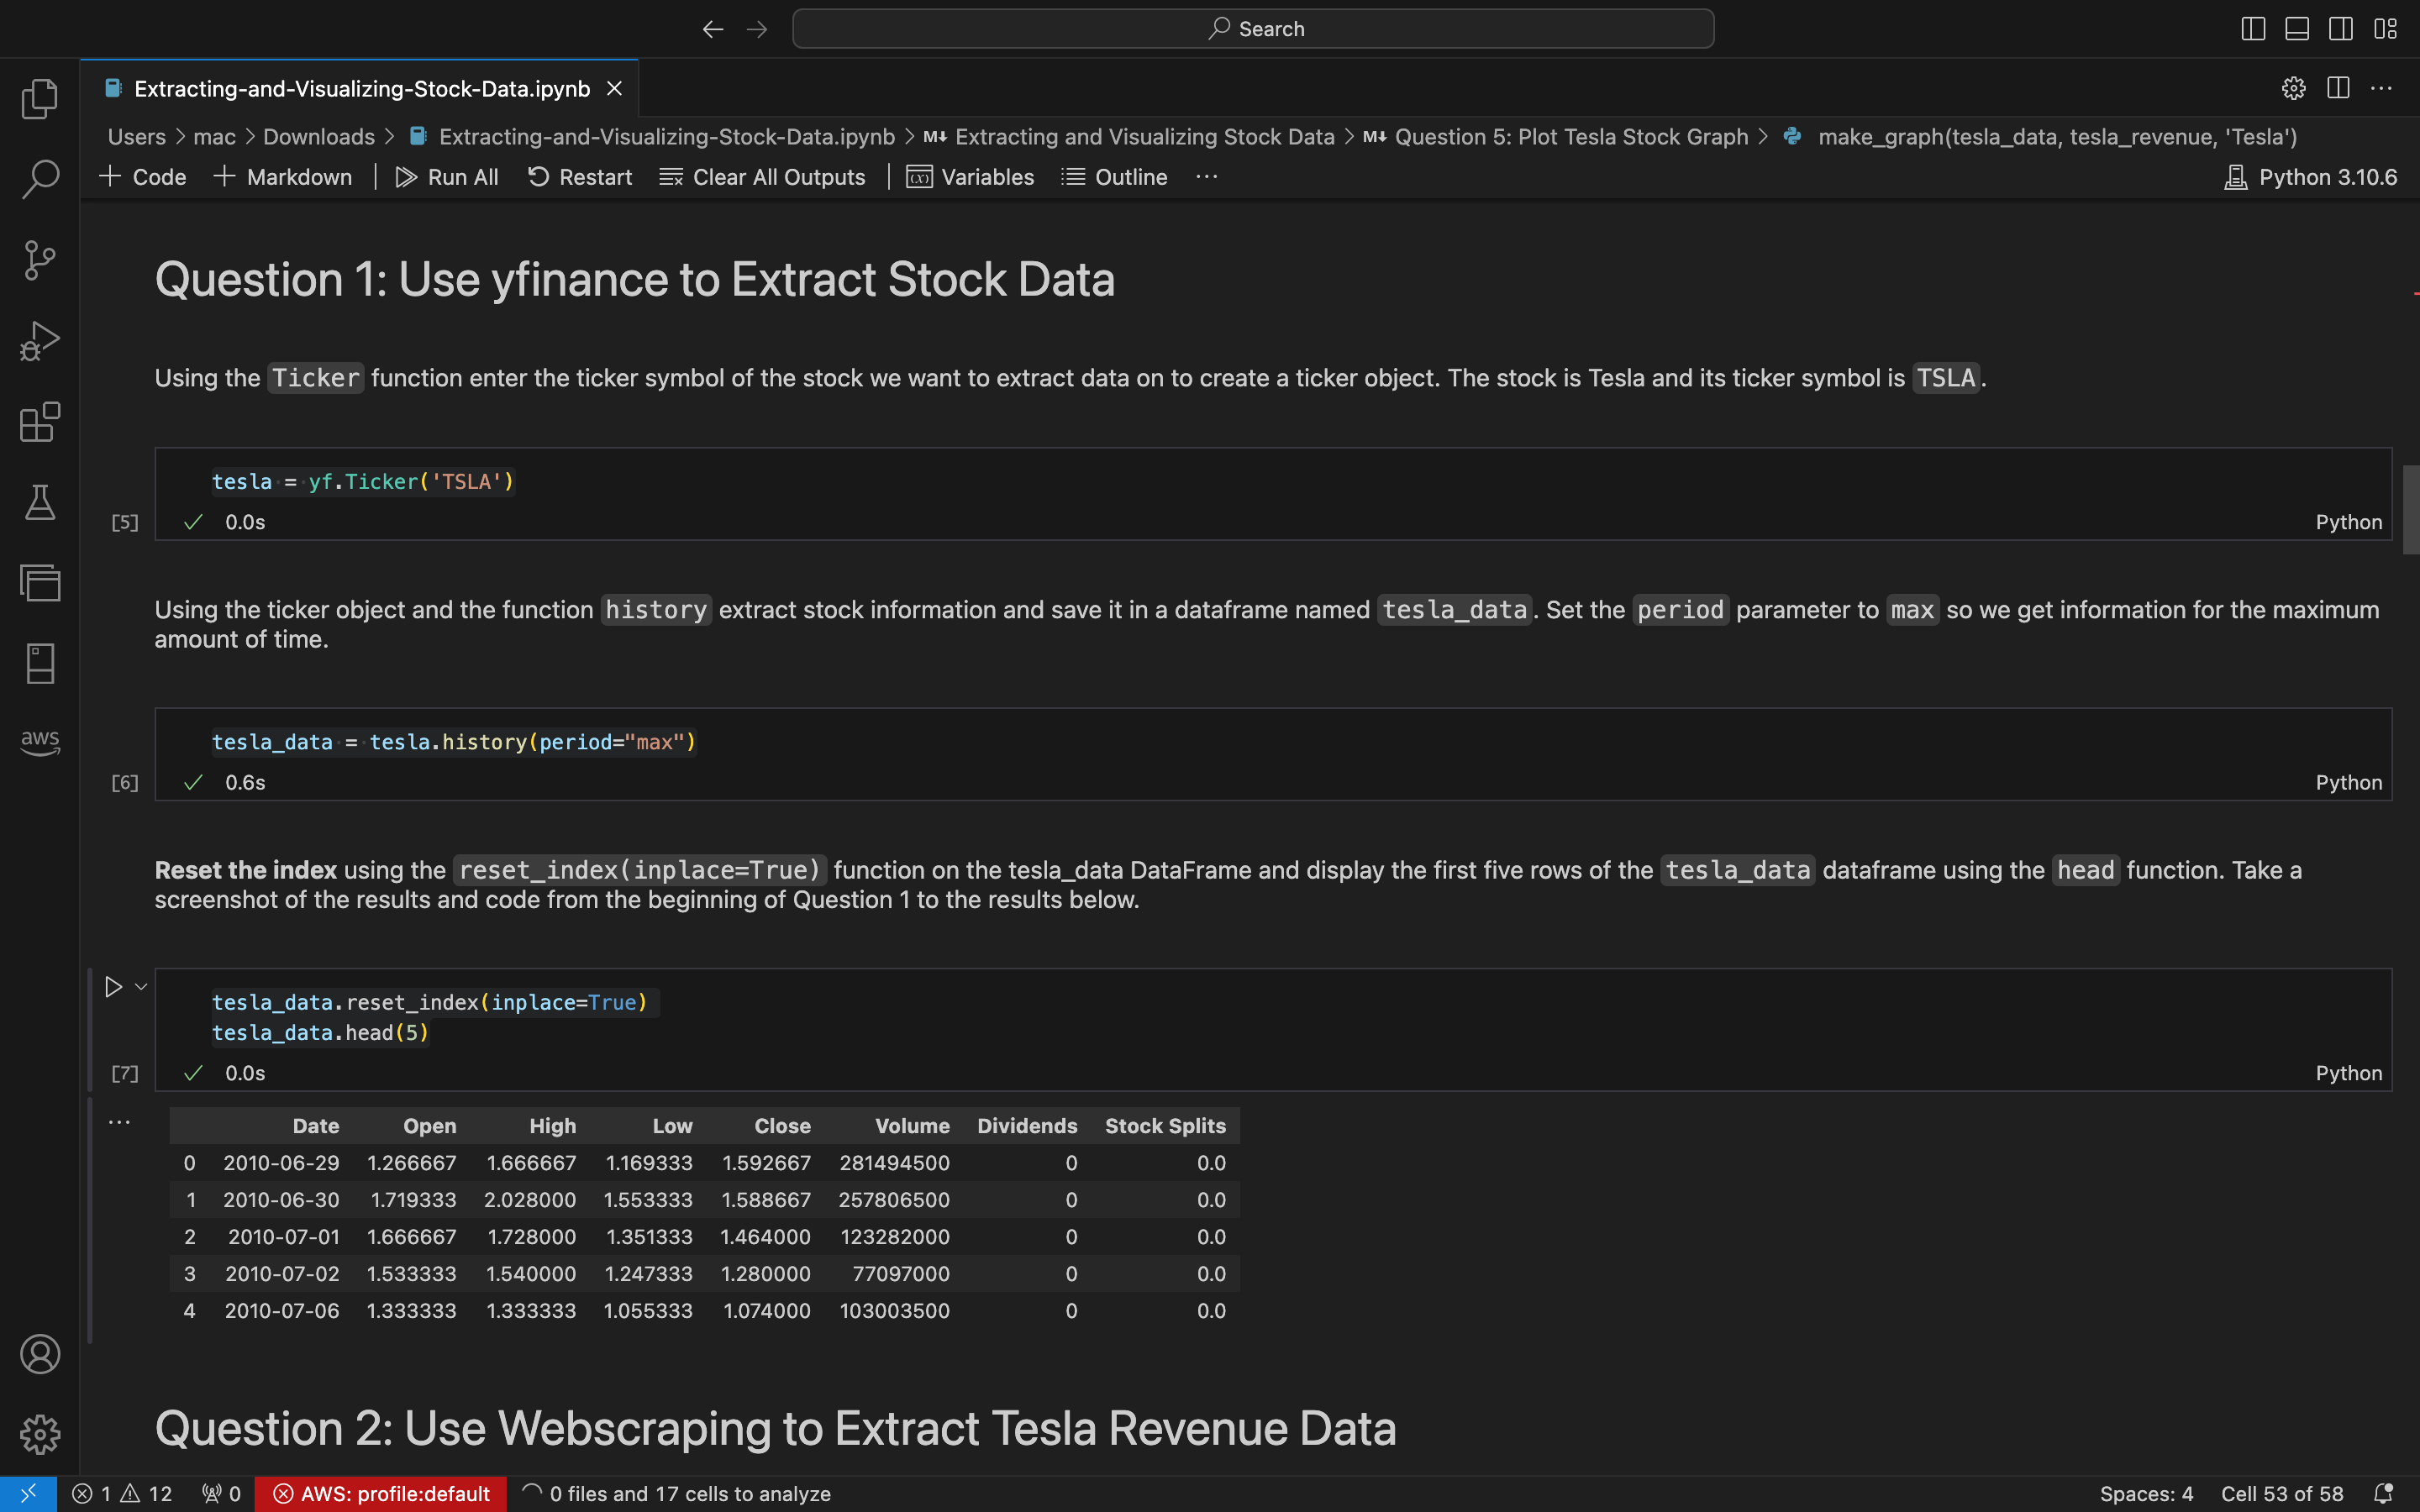 Search
Extracting-and-Visualizing-Stock-Data.ipynb
Users > mac > Downloads > Extracting-and-Visualizing-Stock-Data.ipynb > M↓ Extracting and Visualizing Stock Data > M↓ Question 5: Plot Tesla Stock Graph > make_graph(tesla_data, tesla_revenue, 'Tesla')
+ Code + Markdown | Run All Restart Clear All Outputs | Variables Outline ... Python 3.10.6
Question 1: Use yfinance to Extract Stock Data
Using the Ticker function enter the ticker symbol of the stock we want to extract data on to create a ticker object. The stock is Tesla and its ticker symbol is TSLA.
tesla = yf.Ticker('TSLA')
[5] ✓ 0.0s Python
Using the ticker object and the function history extract stock information and save it in a dataframe named tesla_data. Set the period parameter to max so we get information for the maximum
amount of time.
tesla_data = tesla.history(period="max")
[6] ✓ 0.6s Python
Reset the index using the reset_index(inplace=True) function on the tesla_data DataFrame and display the first five rows of the tesla_data dataframe using the head function. Take a
screenshot of the results and code from the beginning of Question 1 to the results below.
tesla_data.reset_index(inplace=True)
tesla_data.head(5)
[7] ✓ 0.0s Python
... Date Open High Low Close Volume Dividends Stock Splits
0 2010-06-29 1.266667 1.666667 1.169333 1.592667 281494500 0 0.0
1 2010-06-30 1.719333 2.028000 1.553333 1.588667 257806500 0 0.0
2 2010-07-01 1.666667 1.728000 1.351333 1.464000 123282000 0 0.0
3 2010-07-02 1.533333 1.540000 1.247333 1.280000 77097000 0 0.0
4 2010-07-06 1.333333 1.333333 1.055333 1.074000 103003500 0 0.0
Question 2: Use Webscraping to Extract Tesla Revenue Data
aws
1 12 0 AWS: profile:default 0 files and 17 cells to analyze Spaces: 4 Cell 53 of 58